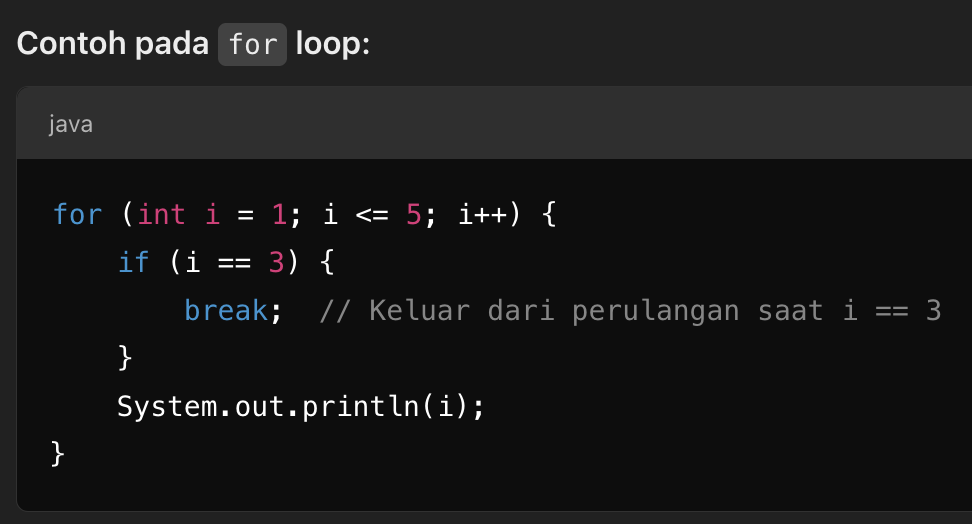 Contoh pada for loop:
java
for (int i = 1; i <= 5; i++) {
    if (i == 3) {
        break;  // Keluar dari perulangan saat i == 3
    }
    System.out.println(i);
}